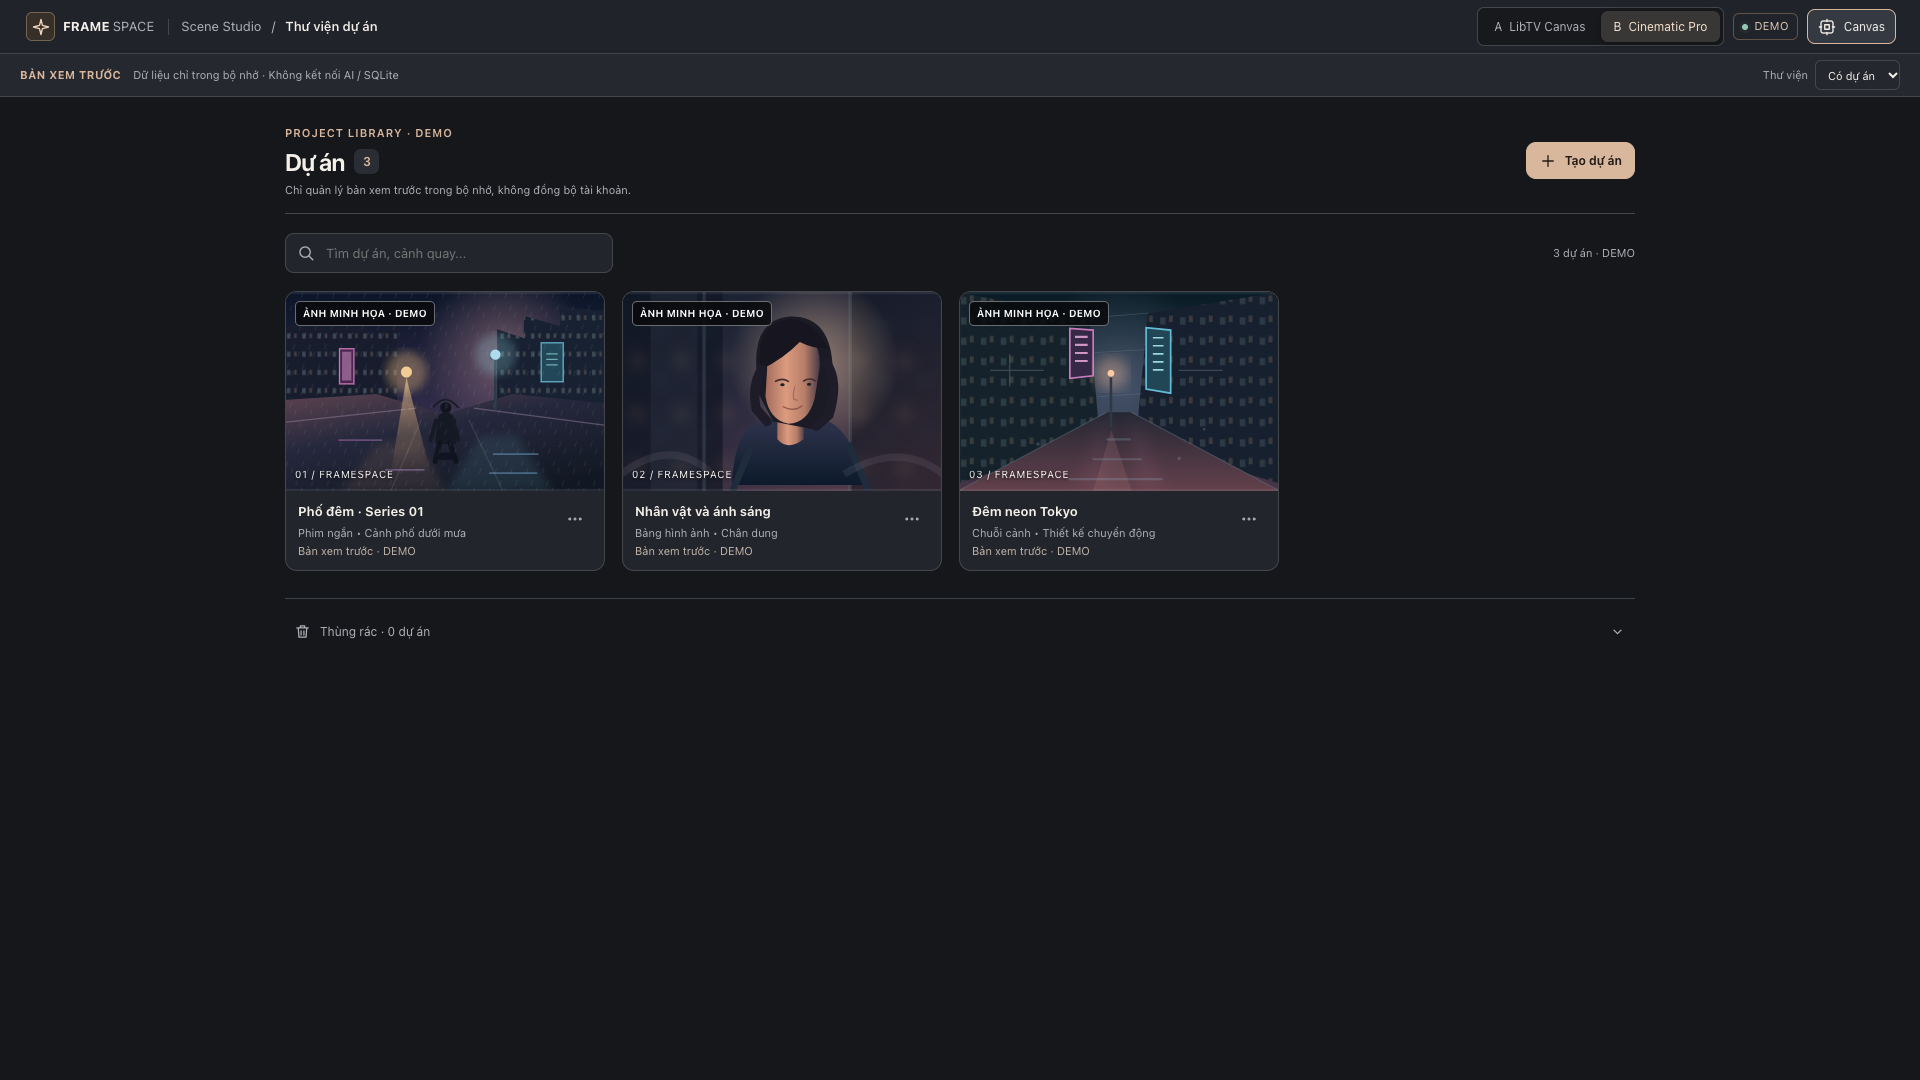 FRAME SPACE
Scene Studio / Thư viện dự án
A LibTV Canvas
B Cinematic Pro
DEMO
Canvas
BẢN XEM TRƯỚC
Dữ liệu chỉ trong bộ nhớ · Không kết nối AI / SQLite
Thư viện
Có dự án
PROJECT LIBRARY · DEMO
Dự án 3
Chỉ quản lý bản xem trước trong bộ nhớ, không đồng bộ tài khoản.
Tạo dự án
Tìm dự án, cảnh quay...
3 dự án · DEMO
ẢNH MINH HỌA · DEMO
01 / FRAMESPACE
Phố đêm · Series 01
Phim ngắn • Cảnh phố dưới mưa
Bản xem trước · DEMO
ẢNH MINH HỌA · DEMO
02 / FRAMESPACE
Nhân vật và ánh sáng
Bảng hình ảnh • Chân dung
Bản xem trước · DEMO
ẢNH MINH HỌA · DEMO
03 / FRAMESPACE
Đêm neon Tokyo
Chuỗi cảnh • Thiết kế chuyển động
Bản xem trước · DEMO
Thùng rác · 0 dự án